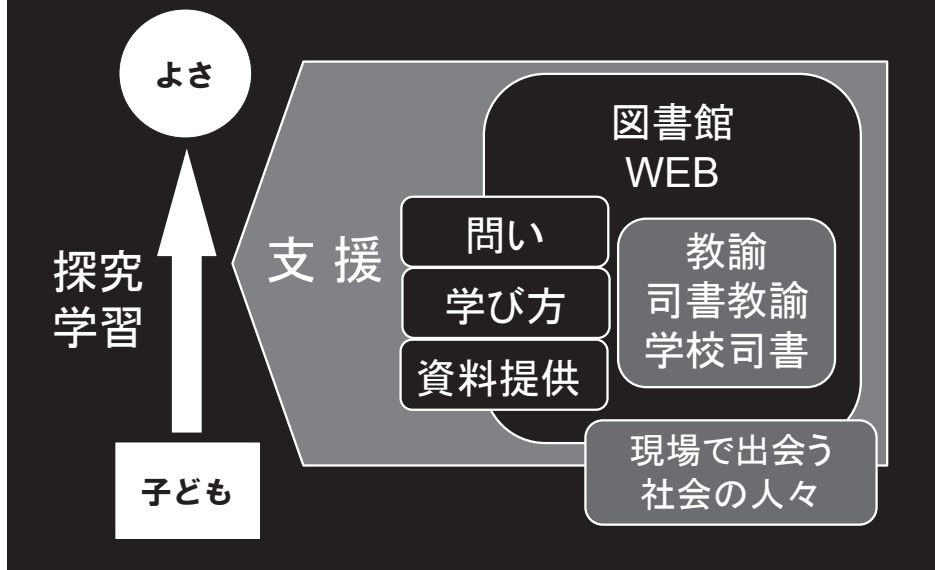 よさ
探究
学習
子ども
支援
図書館
WEB
問い
学び方
資料提供
教諭
司書教諭
学校司書
現場で出会う
社会の人々